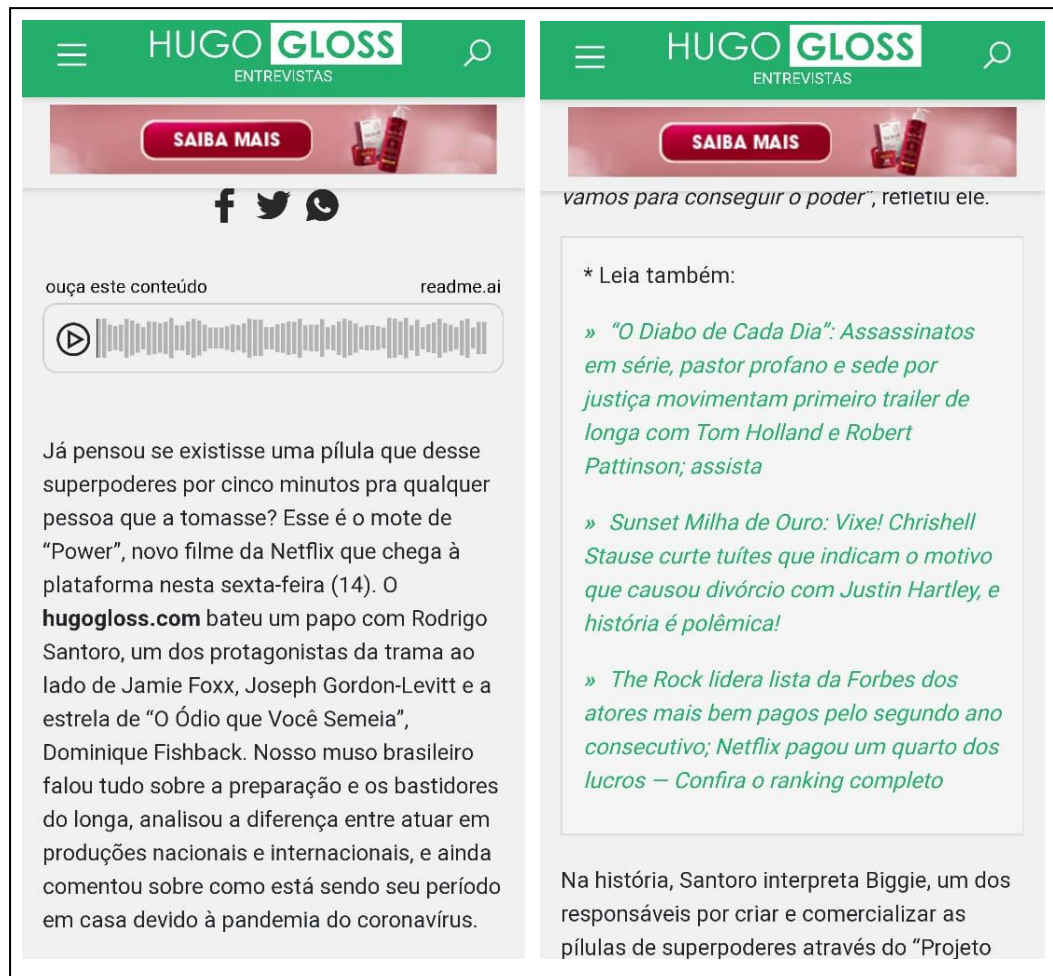 HUGO GLOSS
ENTREVISTAS
SAIBA MAIS
ouça este conteúdo
readme.ai
Já pensou se existisse uma pílula que desse
superpoderes por cinco minutos pra qualquer
pessoa que a tomasse? Esse é o mote de
“Power”, novo filme da Netflix que chega à
plataforma nesta sexta-feira (14). O
hugogloss.com bateu um papo com Rodrigo
Santoro, um dos protagonistas da trama ao
lado de Jamie Foxx, Joseph Gordon-Levitt e a
estrela de “O Ódio que Você Semeia”,
Dominique Fishback. Nosso muso brasileiro
falou tudo sobre a preparação e os bastidores
do longa, analisou a diferença entre atuar em
produções nacionais e internacionais, e ainda
comentou sobre como está sendo seu período
em casa devido à pandemia do coronavírus.
HUGO GLOSS
ENTREVISTAS
SAIBA MAIS
vamos para conseguir o poder”, refletiu ele.
* Leia também:
» “O Diabo de Cada Dia”: Assassinatos
em série, pastor profano e sede por
justiça movimentam primeiro trailer de
longa com Tom Holland e Robert
Pattinson; assista
» Sunset Milha de Ouro: Vixe! Chrishell
Stause curte tuítes que indicam o motivo
que causou divórcio com Justin Hartley, e
história é polêmica!
» The Rock lidera lista da Forbes dos
atores mais bem pagos pelo segundo ano
consecutivo; Netflix pagou um quarto dos
lucros — Confira o ranking completo
Na história, Santoro interpreta Biggie, um dos
responsáveis por criar e comercializar as
pílulas de superpoderes através do “Projeto